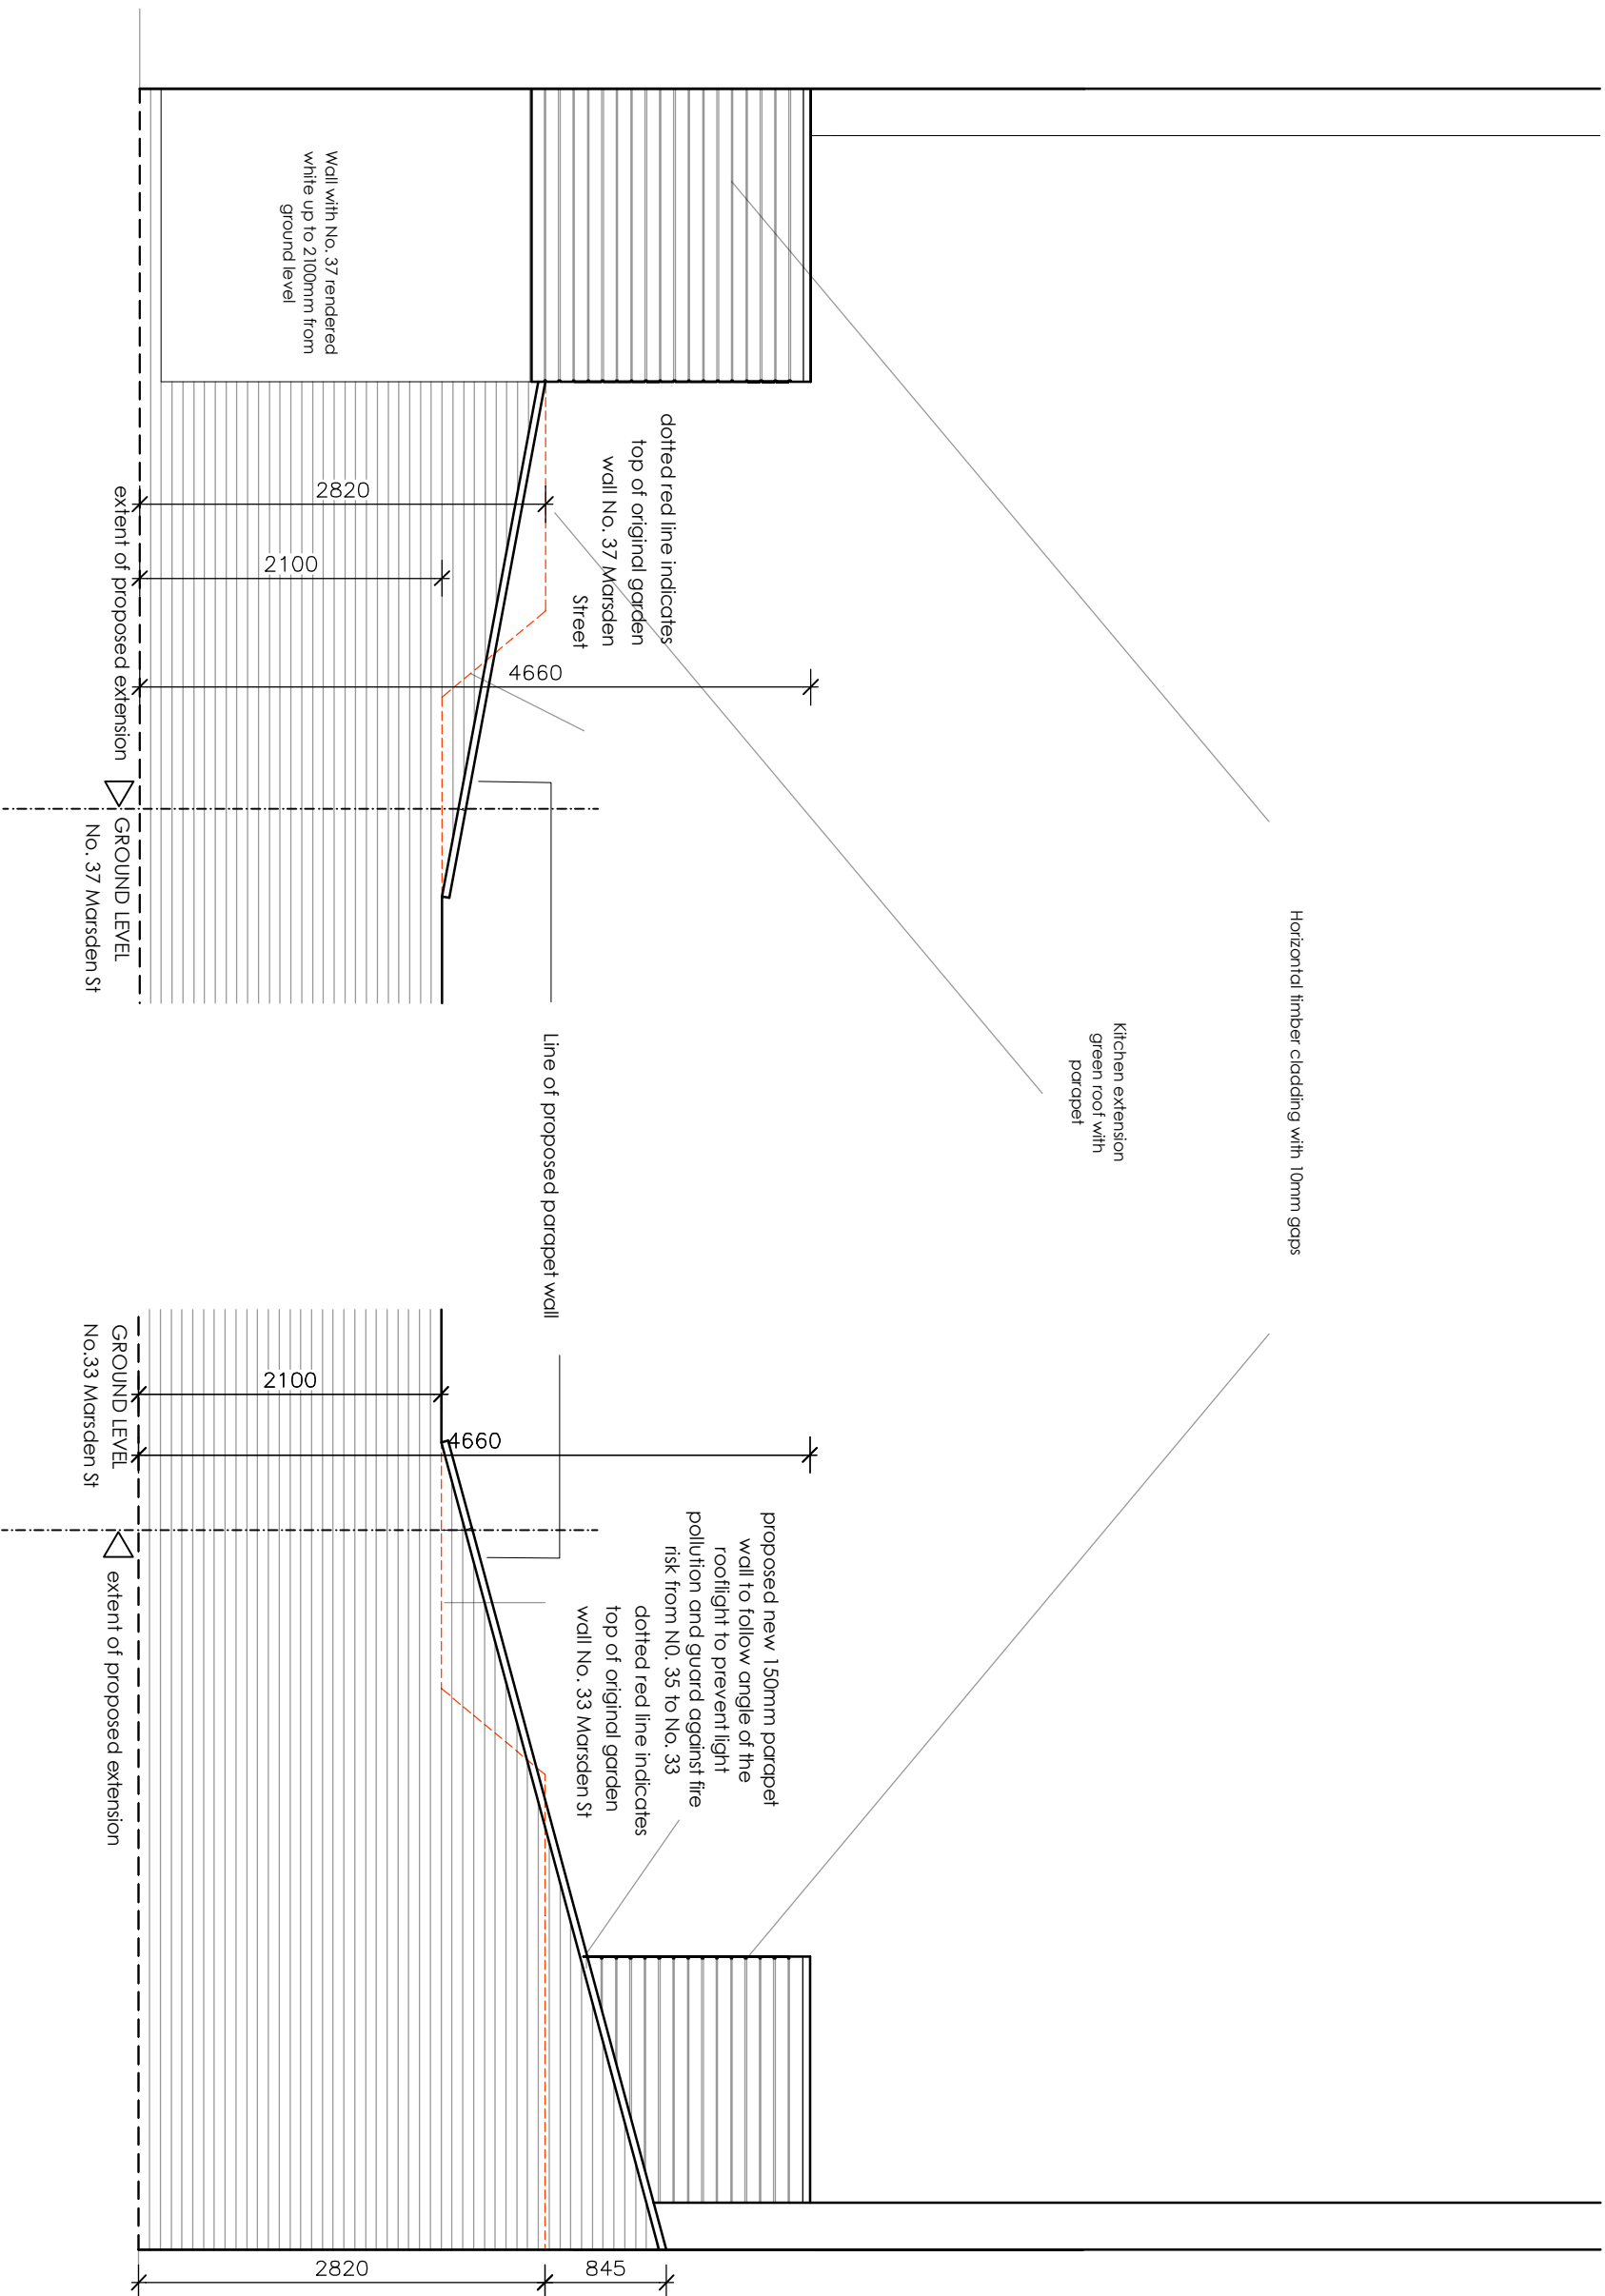 Wall with No. 37 rendered
white up to 2100mm from
ground level
dotted red line indicates
top of original garden
wall No. 37 Marsden
Street
2820
2100
4660
extent of proposed extension
GROUND LEVEL
No. 37 Marsden St
Horizontal timber cladding with 10mm gaps
Kitchen extension
green roof with
parapet
Line of proposed parapet wall
GROUND LEVEL
No.33 Marsden St
2100
4660
extent of proposed extension
proposed new 150mm parapet
wall to follow angle of the
rooflight to prevent light
pollution and guard against fire
risk from N0. 35 to No. 33
dotted red line indicates
top of original garden
wall No. 33 Marsden St
2820
845